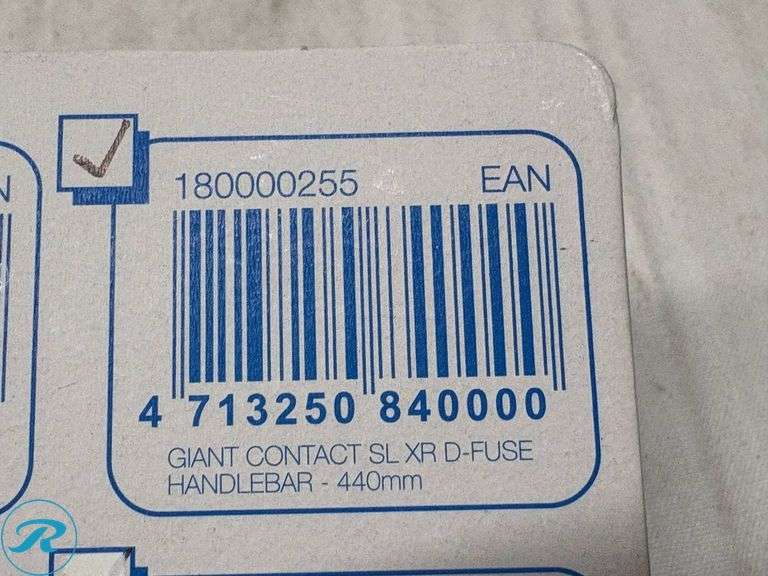 180000255 EAN
4 713250 840000
GIANT CONTACT SL XR D-FUSE
HANDLEBAR - 440mm
N
R